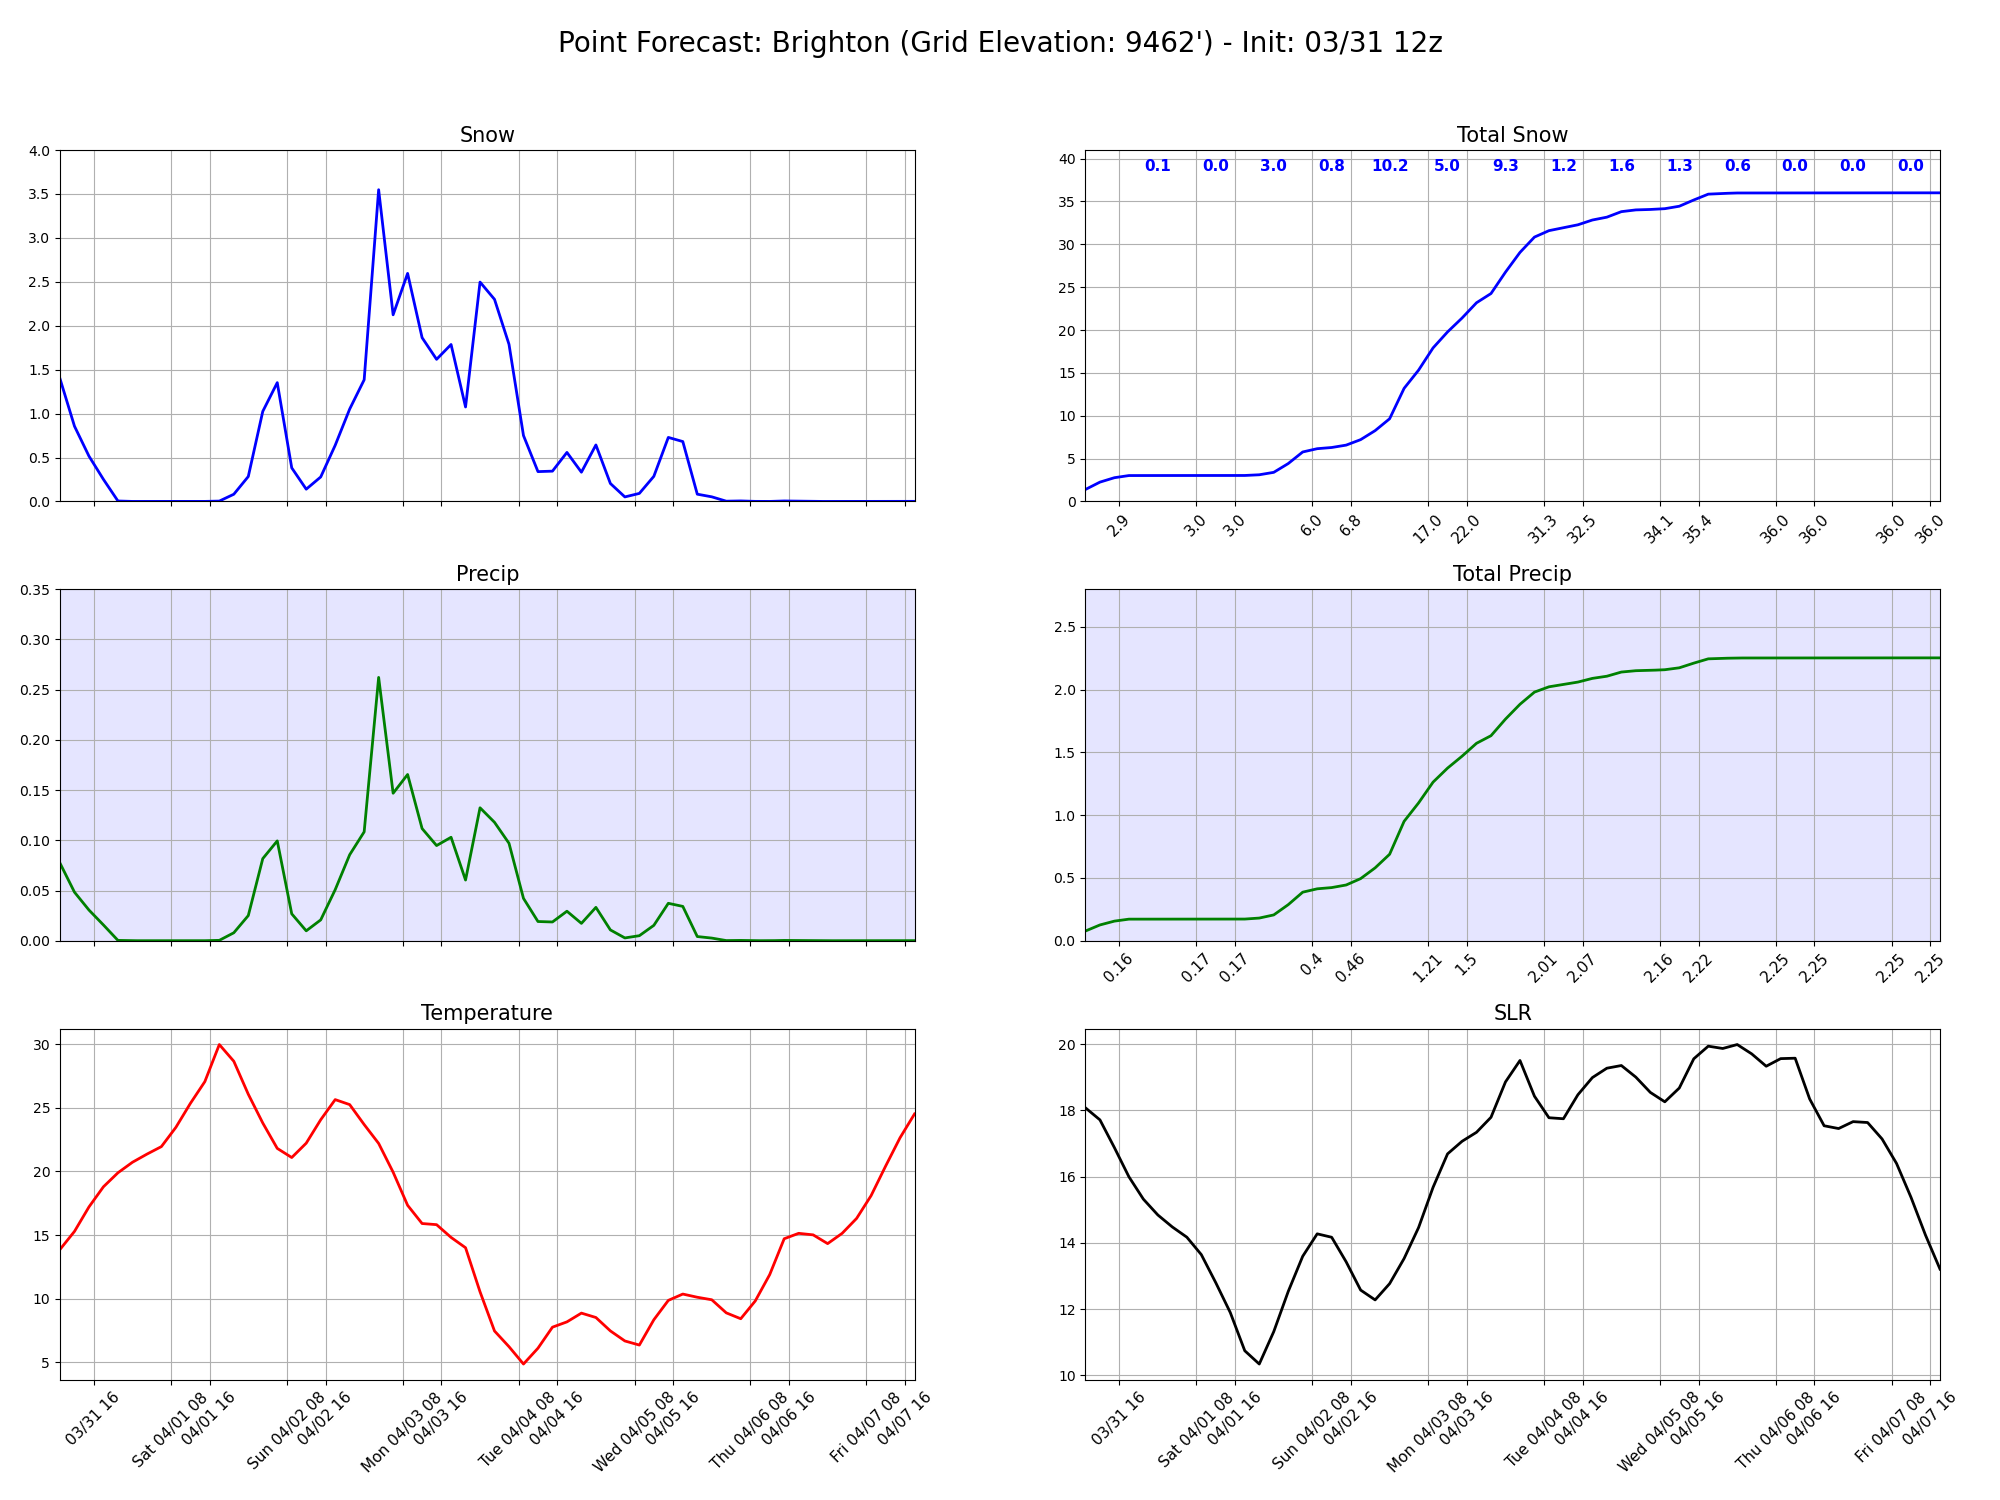 Point Forecast: Brighton (Grid Elevation: 9462') - Init: 03/31 12z
Snow
4.0
3.5
3.0
2.5
2.0
1.5
1.0
0.5
0.0
Total Snow
40
35
30
25
20
15
10
5
0
0.1 0.0 3.0 0.8 10.2 5.0 9.3 1.2 1.6 1.3 0.6 0.0 0.0 0.0
2.9 3.0 3.0 6.0 6.8 17.0 22.0 31.3 32.5 34.1 35.4 36.0 36.0 36.0 36.0
Precip
0.35
0.30
0.25
0.20
0.15
0.10
0.05
0.00
Total Precip
2.5
2.0
1.5
1.0
0.5
0.0
0.16 0.17 0.17 0.4 0.46 1.21 1.5 2.01 2.07 2.16 2.22 2.25 2.25 2.25 2.25
Temperature
30
25
20
15
10
5
03/31 16
Sat 04/01 08
04/01 16
Sun 04/02 08
04/02 16
Mon 04/03 08
04/03 16
Tue 04/04 08
04/04 16
Wed 04/05 08
04/05 16
Thu 04/06 08
04/06 16
Fri 04/07 08
04/07 16
SLR
20
18
16
14
12
10
03/31 16
Sat 04/01 08
04/01 16
Sun 04/02 08
04/02 16
Mon 04/03 08
04/03 16
Tue 04/04 08
04/04 16
Wed 04/05 08
04/05 16
Thu 04/06 08
04/06 16
Fri 04/07 08
04/07 16